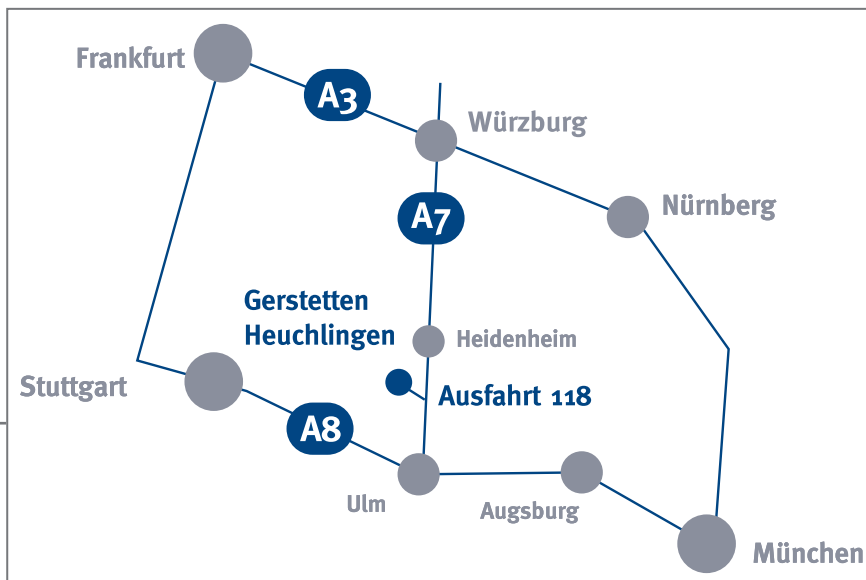 Frankfurt
A3
Würzburg
Nürnberg
A7
Gerstetten
Heuchlingen
Heidenheim
Stuttgart
Ausfahrt 118
A8
Ulm
Augsburg
München